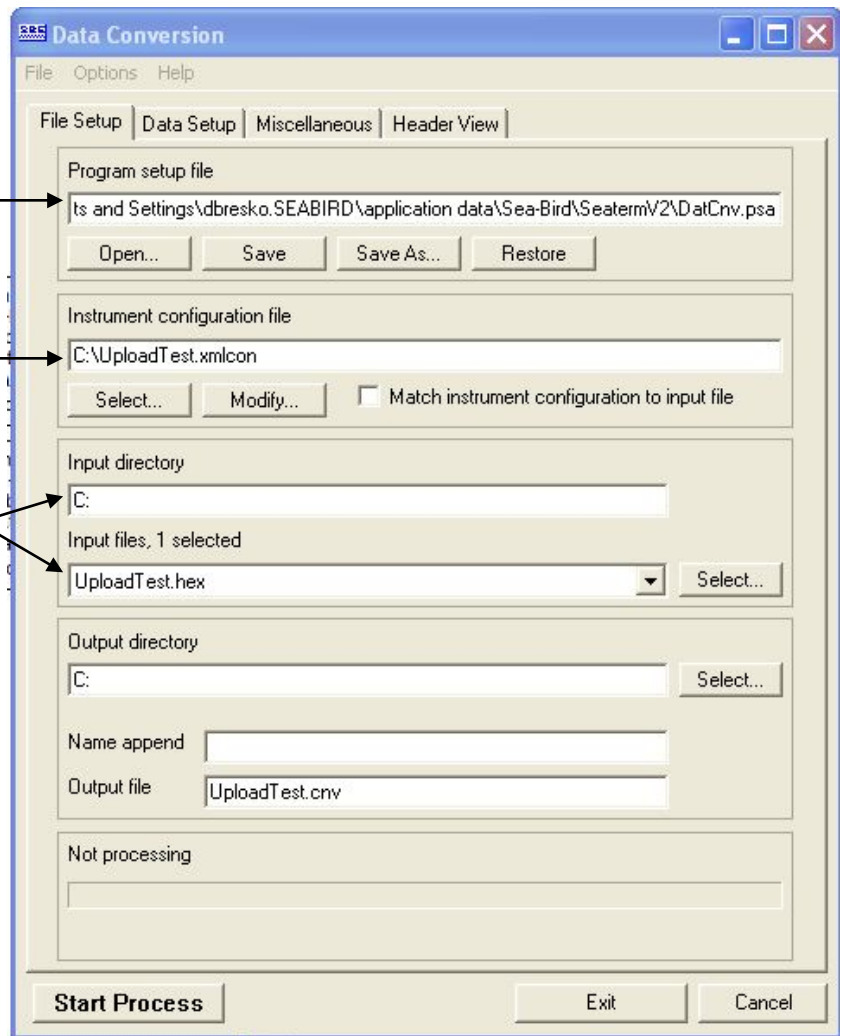 Data Conversion
File Options Help
File Setup Data Setup Miscellaneous Header View
Program setup file
ts and Settings\dbresko.SEABIRD\application data\Sea-Bird\SeatermV2\DatCnv.psa
Open... Save Save As... Restore
Instrument configuration file
C:\UploadTest.xmlcon
Select... Modify... Match instrument configuration to input file
Input directory
C:
Input files, 1 selected
UploadTest.hex Select...
Output directory
C: Select...
Name append
Output file UploadTest.cnv
Not processing
Start Process Exit Cancel